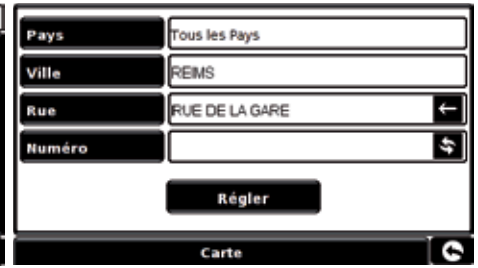 Pays Tous les Pays
Ville REIMS
Rue RUE DE LA GARE
Numéro
Régler
Carte